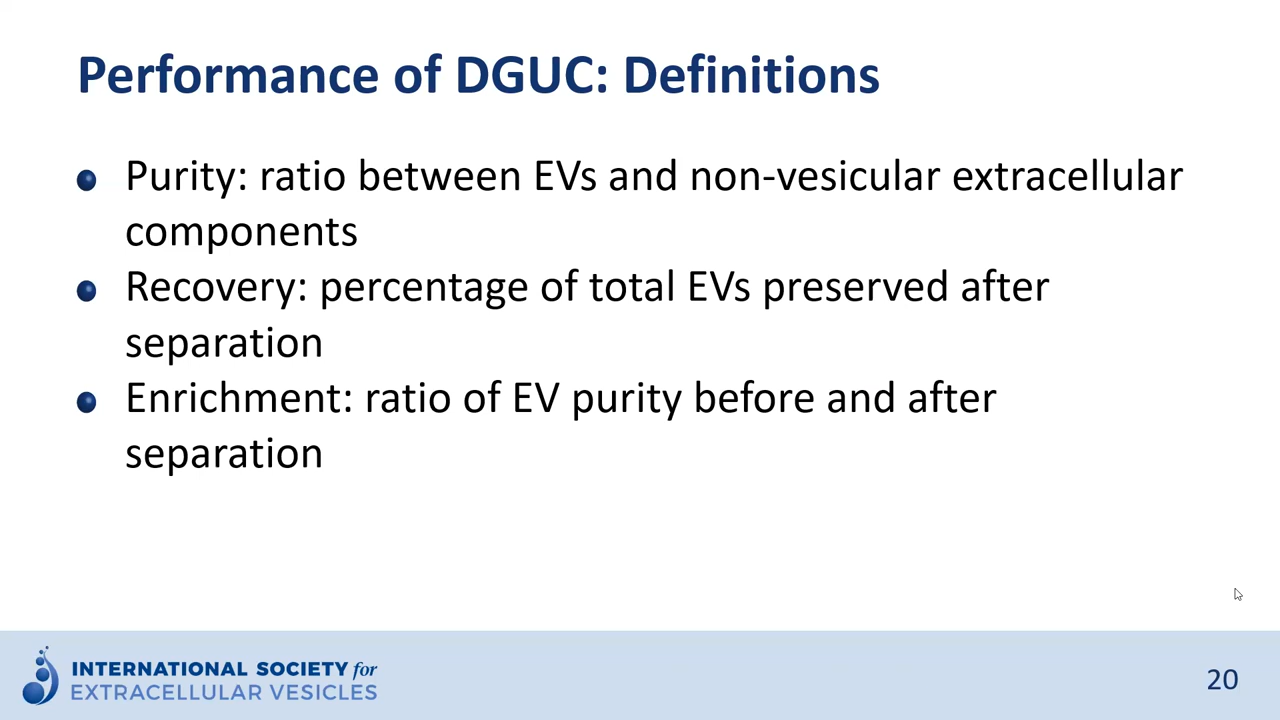 Performance of DGUC: Definitions
Purity: ratio between EVs and non-vesicular extracellular
components
Recovery: percentage of total EVs preserved after
separation
Enrichment: ratio of EV purity before and after
separation
INTERNATIONAL SOCIETY for
EXTRACELLULAR VESICLES
20